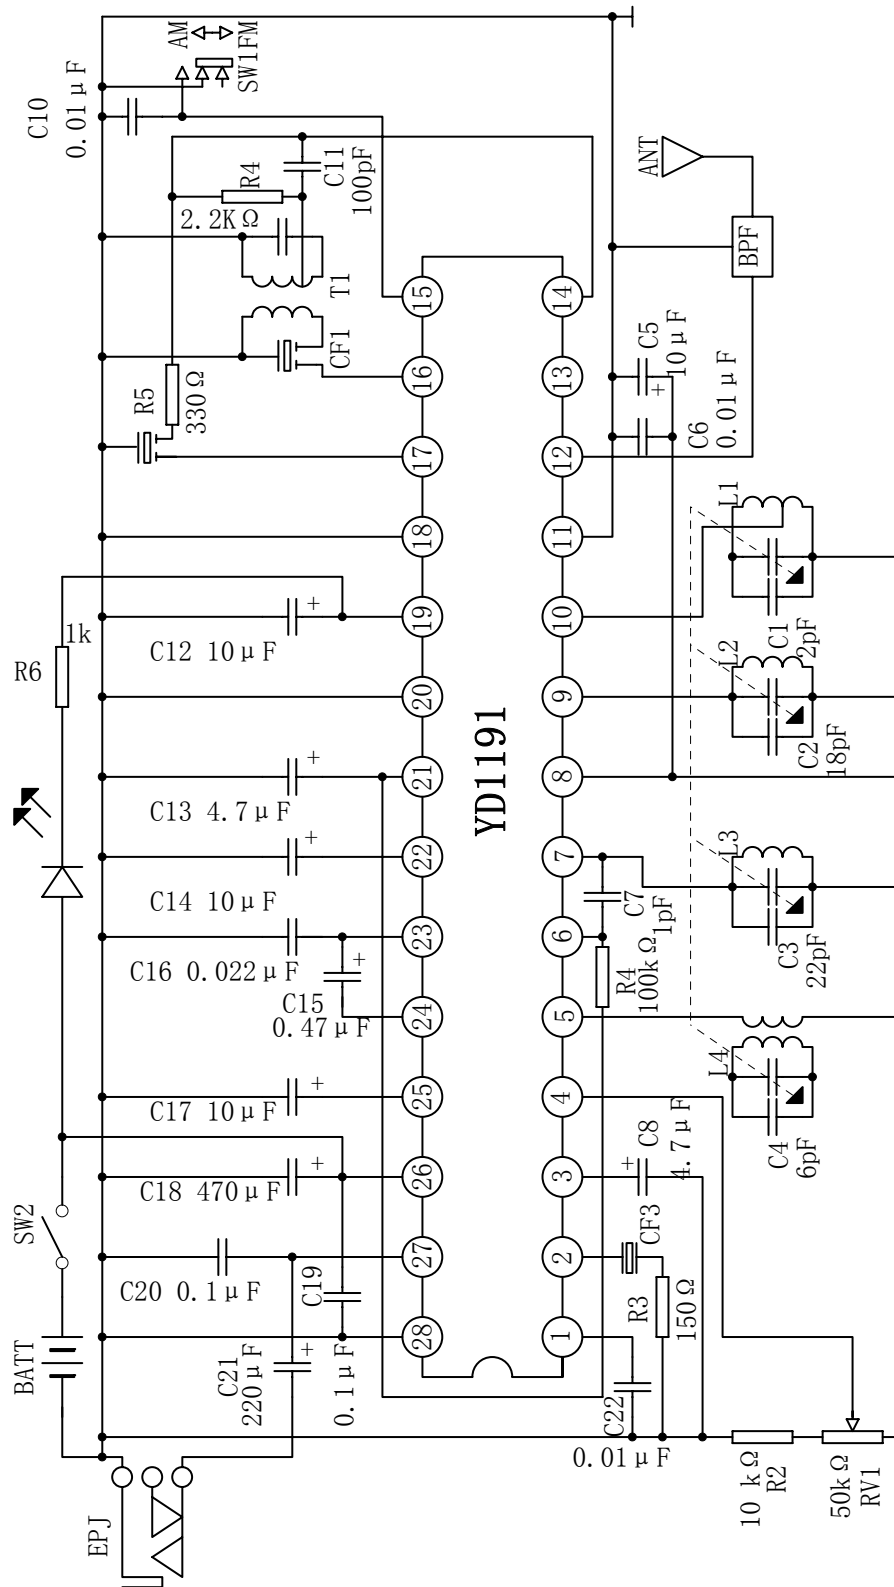 AM
SW1FM
C10
0.01μF
R4
2.2KΩ
C11
100pF
ANT
BPF
T1
CF1
R5
330Ω
15
14
16
13
17
12
18
11
19
10
20
9
21
8
22
7
23
6
24
5
25
4
26
3
27
2
28
1
YD1191
C5
10μF
+
C6
0.01μF
L1
C1
2pF
L2
C2
18pF
L3
C3
22pF
L4
C4
6pF
1k
R6
C12 10μF
+
C13 4.7μF
+
C14 10μF
+
C16 0.022μF
C15
0.47μF
+
C17 10μF
+
C18 470μF
+
C7
1pF
R4
100kΩ
C8
4.7μF
+
SW2
C20 0.1μF
C19
0.1μF
CF3
R3
150Ω
BATT
C21
220μF
+
C22
0.01μF
10 kΩ
R2
50kΩ
RV1
EPJ